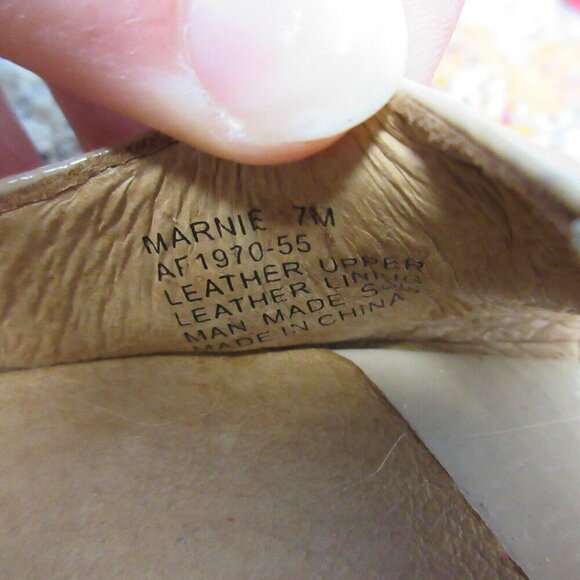 MARNIE 7M
AF1970-55
LEATHER UPPER
LEATHER LINING
MAN MADE
MADE IN CHINA